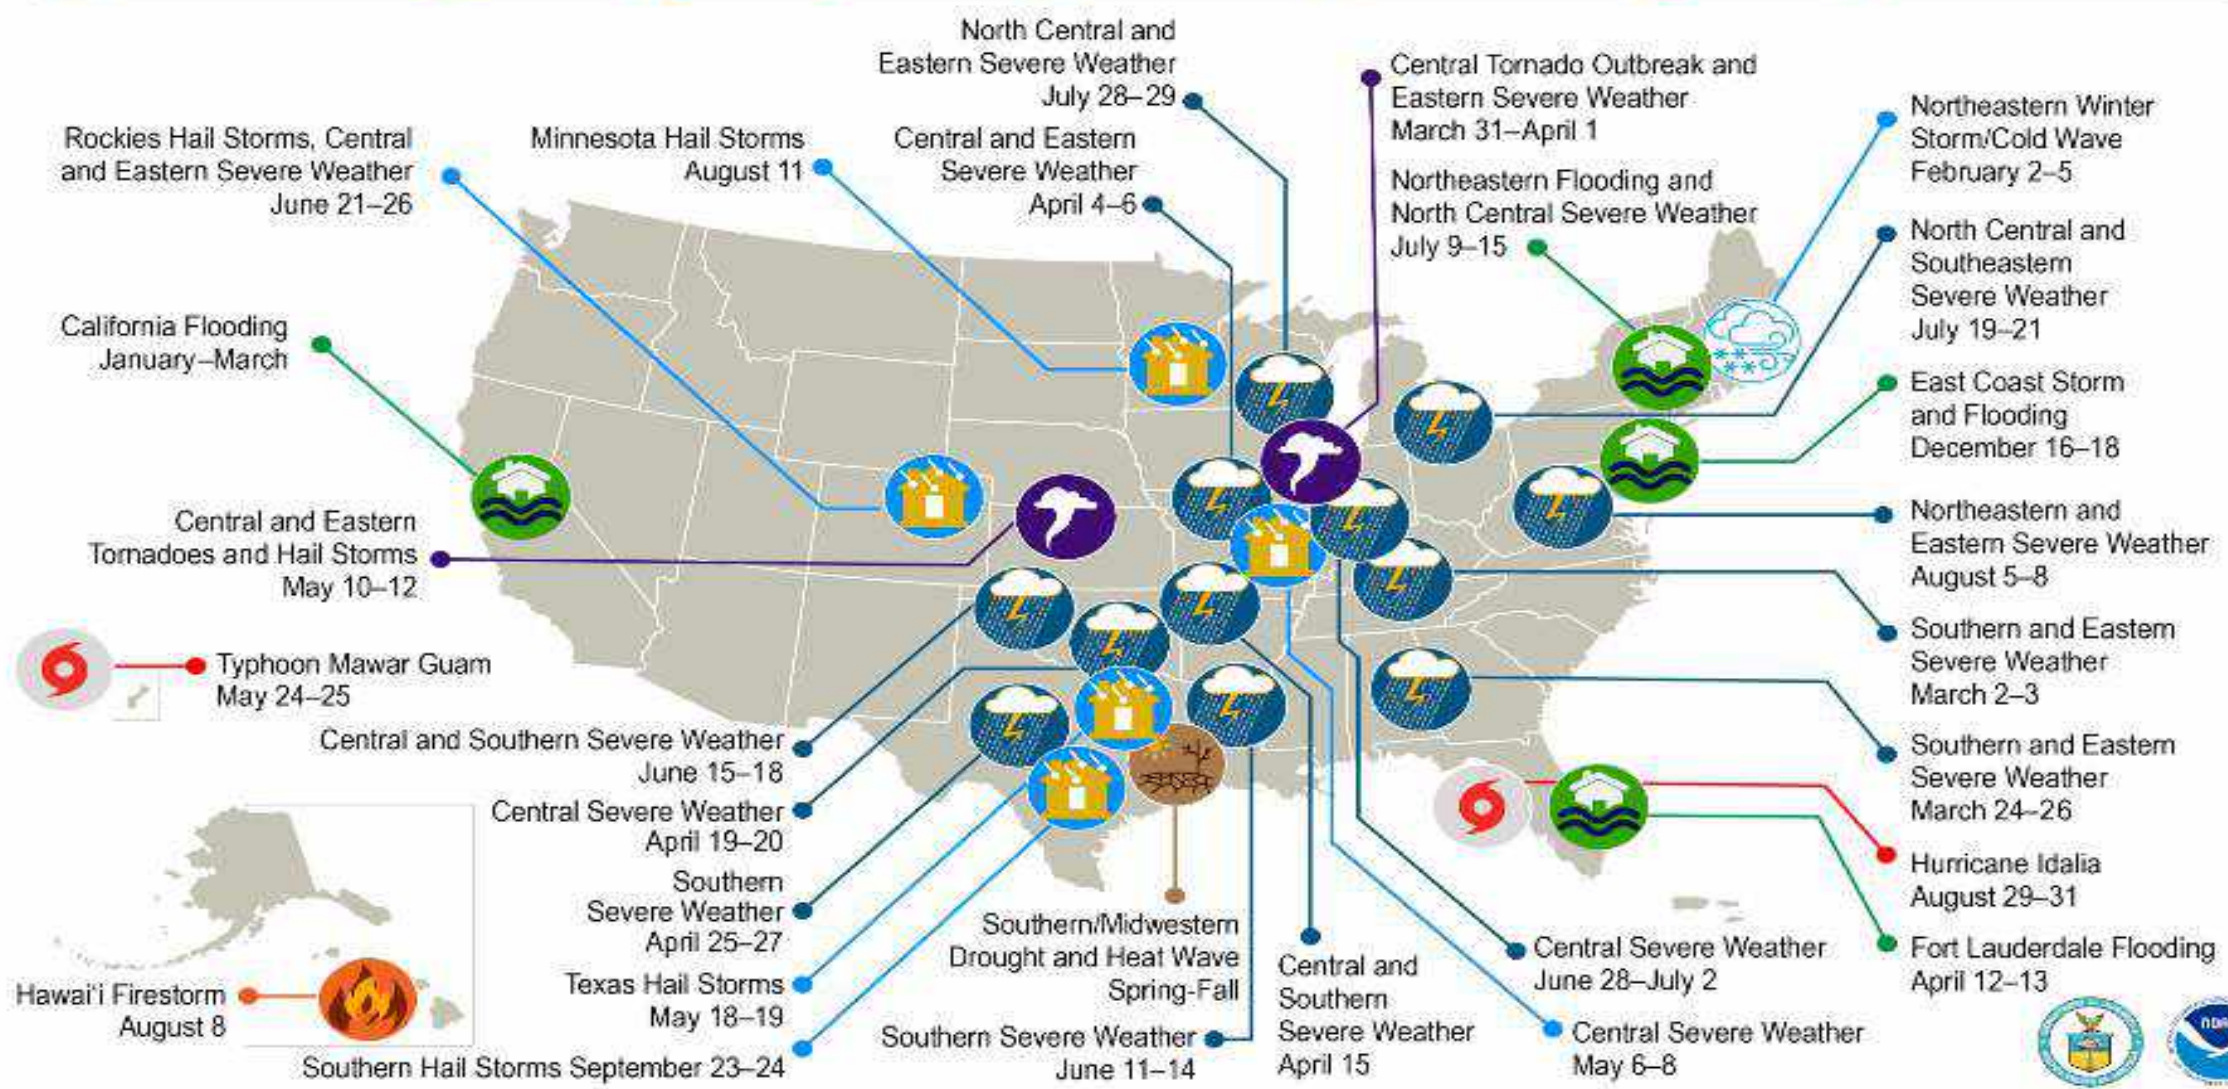 North Central and
Eastern Severe Weather
July 28–29
Central Tornado Outbreak and
Eastern Severe Weather
March 31–April 1
Northeastern Winter
Storm/Cold Wave
February 2–5
Rockies Hail Storms, Central
and Eastern Severe Weather
June 21–26
Minnesota Hail Storms
August 11
Central and Eastern
Severe Weather
April 4–6
Northeastern Flooding and
North Central Severe Weather
July 9–15
North Central and
Southeastern
Severe Weather
July 19–21
California Flooding
January–March
East Coast Storm
and Flooding
December 16–18
Central and Eastern
Tornadoes and Hail Storms
May 10–12
Northeastern and
Eastern Severe Weather
August 5–8
Typhoon Mawar Guam
May 24–25
Southern and Eastern
Severe Weather
March 2–3
Central and Southern Severe Weather
June 15–18
Southern and Eastern
Severe Weather
March 24–26
Central Severe Weather
April 19–20
Hurricane Idalia
August 29–31
Southern
Severe Weather
April 25–27
Southern/Midwestern
Drought and Heat Wave
Spring-Fall
Central and
Southern
Severe Weather
April 15
Central Severe Weather
June 28–July 2
Fort Lauderdale Flooding
April 12–13
Texas Hail Storms
May 18–19
Hawai'i Firestorm
August 8
Southern Severe Weather
June 11–14
Central Severe Weather
May 6–8
Southern Hail Storms September 23–24